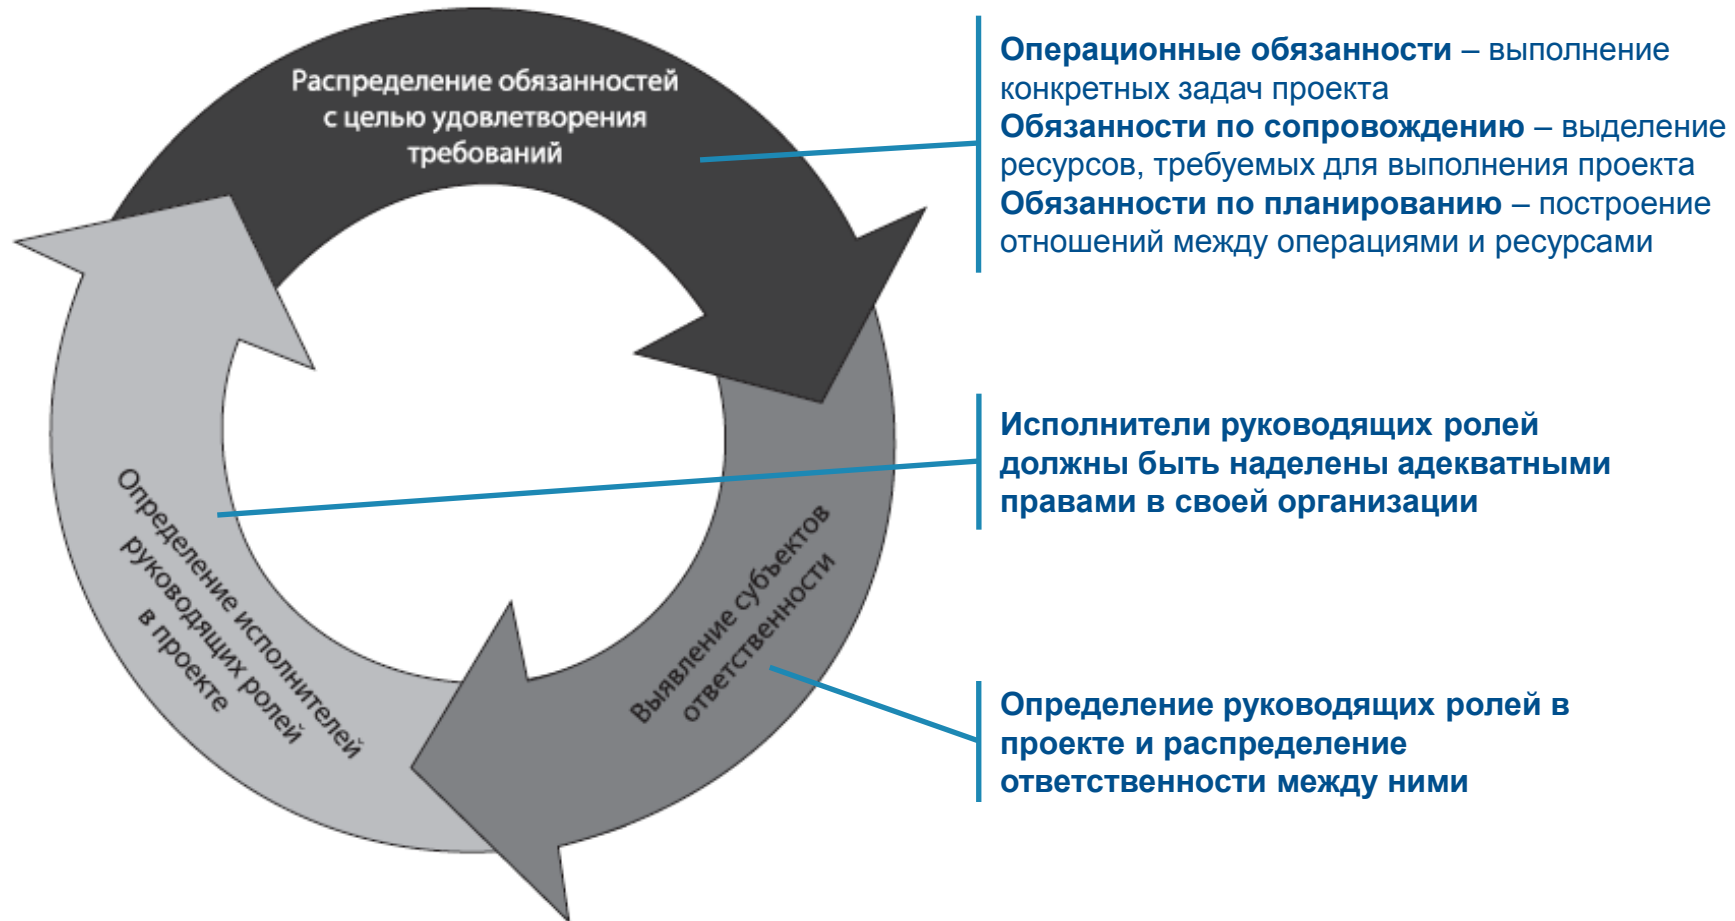 Распределение обязанностей
с целью удовлетворения
требований
Операционные обязанности – выполнение
конкретных задач проекта
Обязанности по сопровождению – выделение
ресурсов, требуемых для выполнения проекта
Обязанности по планированию – построение
отношений между операциями и ресурсами
Определение исполнителей
руководящих ролей
в проекте
Исполнители руководящих ролей
должны быть наделены адекватными
правами в своей организации
Выявление субъектов
ответственности
Определение руководящих ролей в
проекте и распределение
ответственности между ними